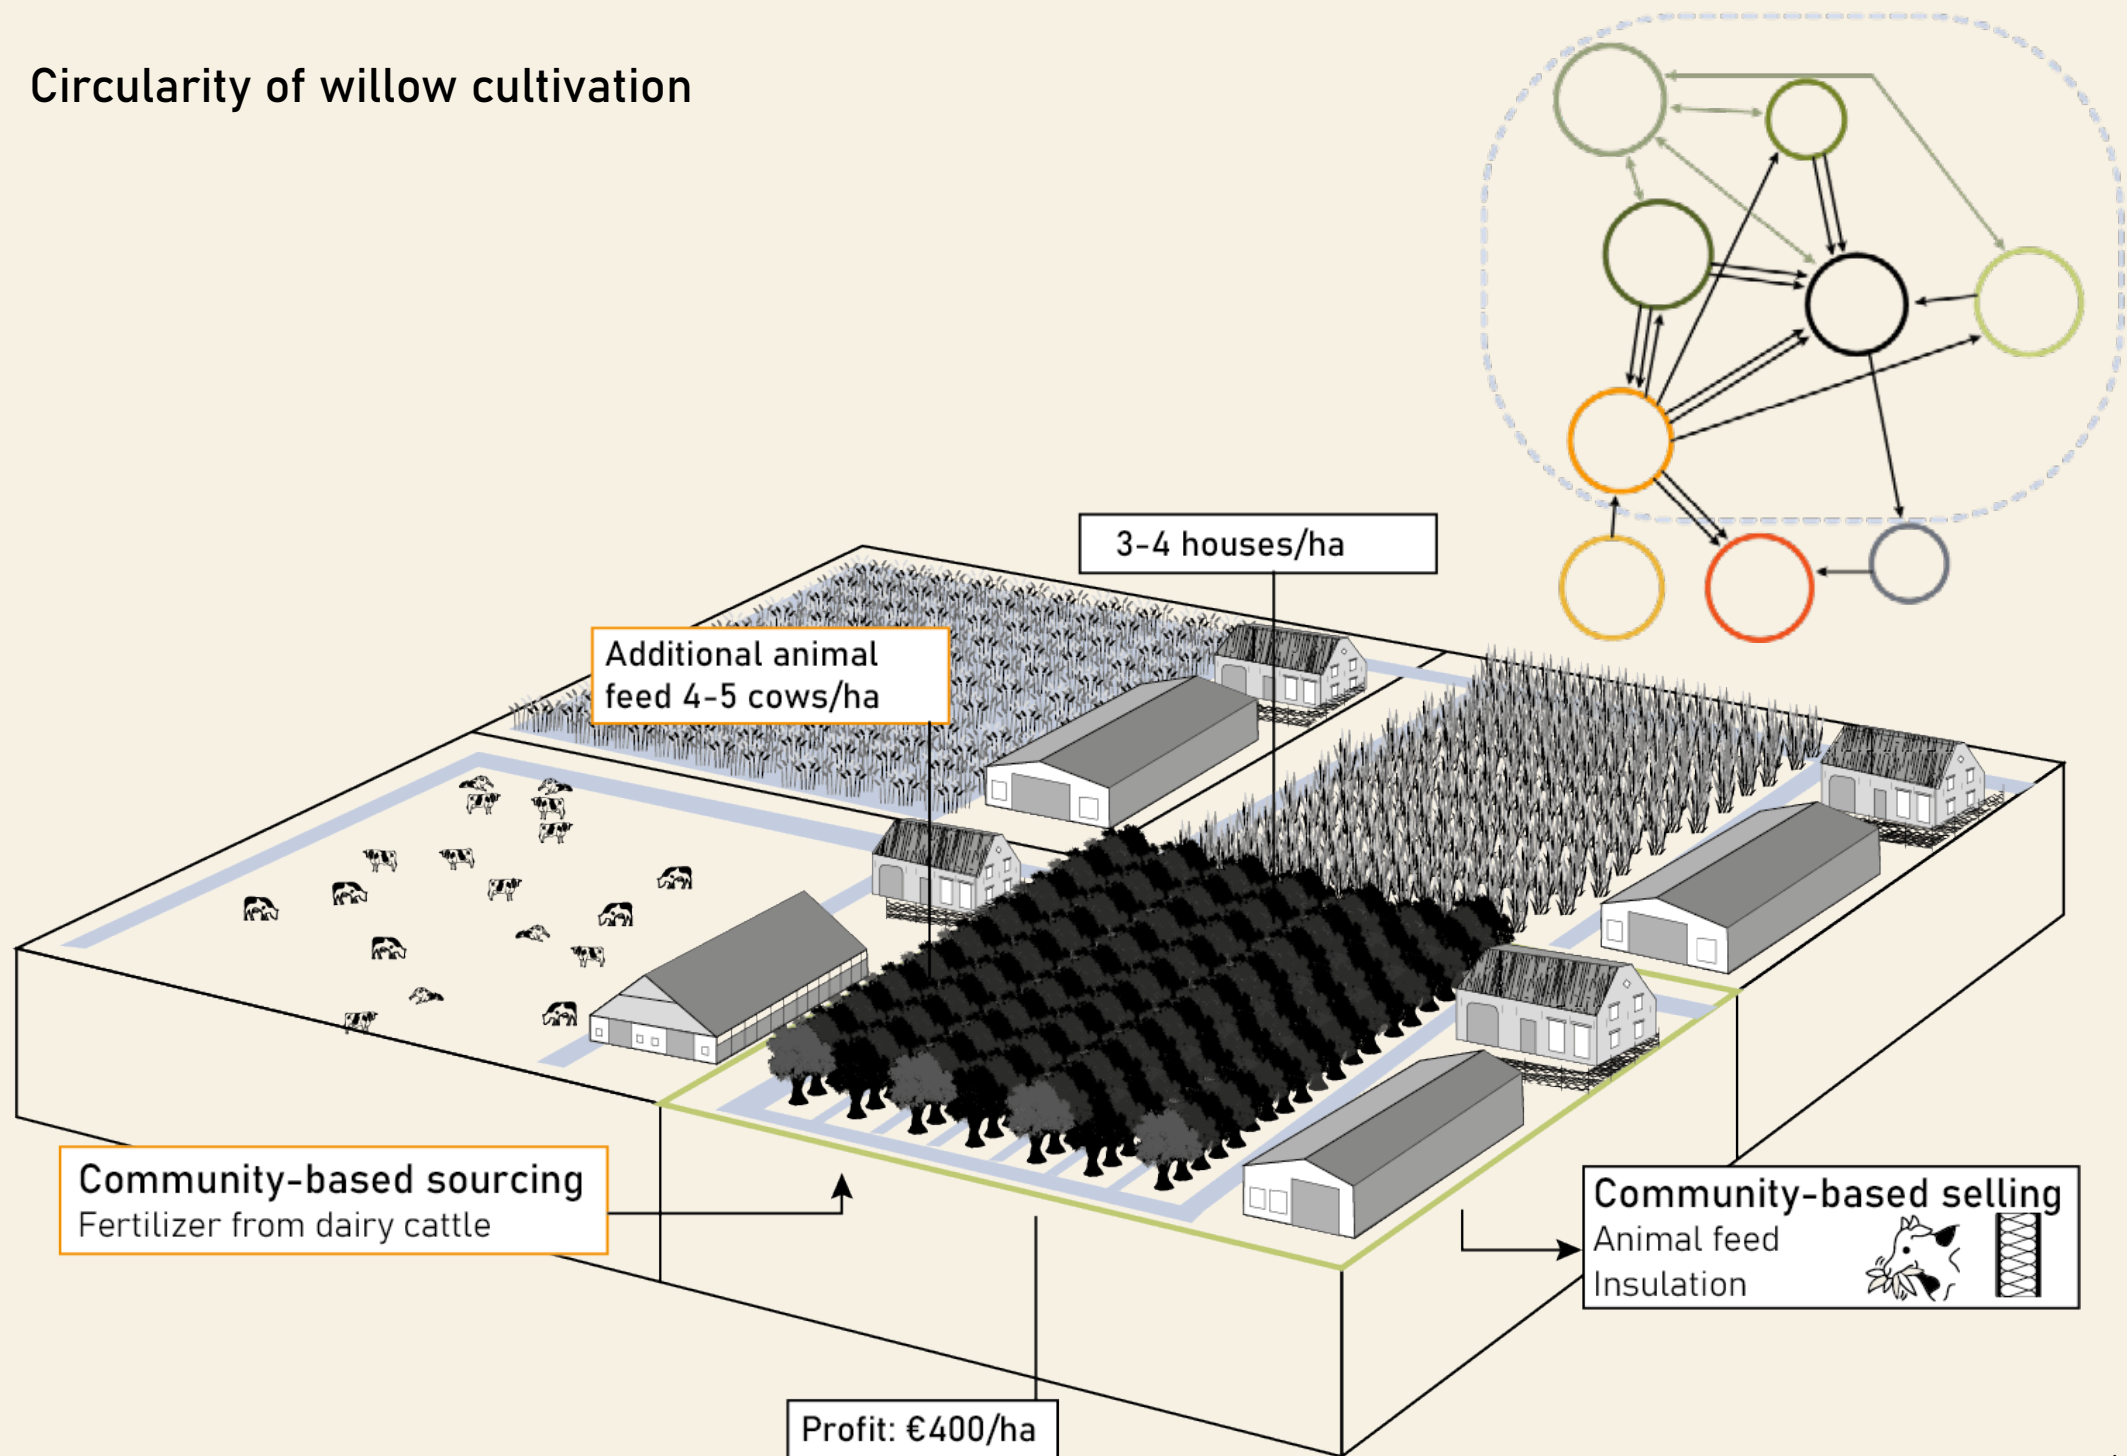 Circularity of willow cultivation
3-4 houses/ha
Additional animal
feed 4-5 cows/ha
Community-based sourcing
Fertilizer from dairy cattle
Community-based selling
Animal feed
Insulation
Profit: €400/ha